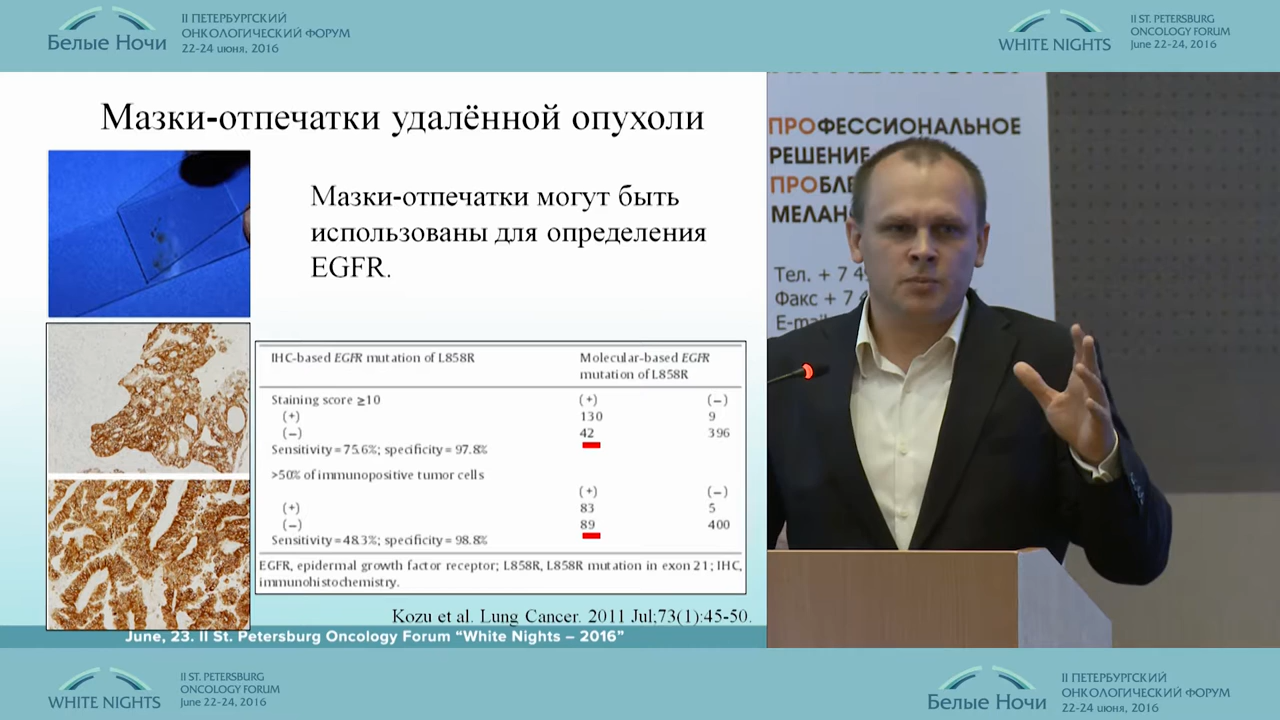 Белые Ночи
II ПЕТЕРБУРГСКИЙ
ОНКОЛОГИЧЕСКИЙ ФОРУМ
22-24 июня, 2016
WHITE NIGHTS
II ST. PETERSBURG
ONCOLOGY FORUM
June 22-24, 2016
Мазки-отпечатки удалённой опухоли
Мазки-отпечатки могут быть
использованы для определения
EGFR.
IHC-based EGFR mutation of L858R
Molecular-based EGFR
mutation of L858R
Staining score ≥10 (+) (−)
(+) 130 9
(−) 42 396
Sensitivity = 75.6%; specificity = 97.8%
>50% of immunopositive tumor cells
(+) (−)
(+) 83 5
(−) 89 400
Sensitivity = 48.3%; specificity = 98.8%
EGFR, epidermal growth factor receptor; L858R, L858R mutation in exon 21; IHC,
immunohistochemistry.
Kozu et al. Lung Cancer. 2011 Jul;73(1):45-50.
June, 23. II St. Petersburg Oncology Forum “White Nights – 2016”
ПРОФЕССИОНАЛЬНОЕ
РЕШЕНИЕ
ПРОБЛЕ
МЕЛАН
Тел. + 7 4
Факс + 7 4
E-mai
WHITE NIGHTS
II ST. PETERSBURG
ONCOLOGY FORUM
June 22-24, 2016
Белые Ночи
II ПЕТЕРБУРГСКИЙ
ОНКОЛОГИЧЕСКИЙ ФОРУМ
22-24 июня, 2016